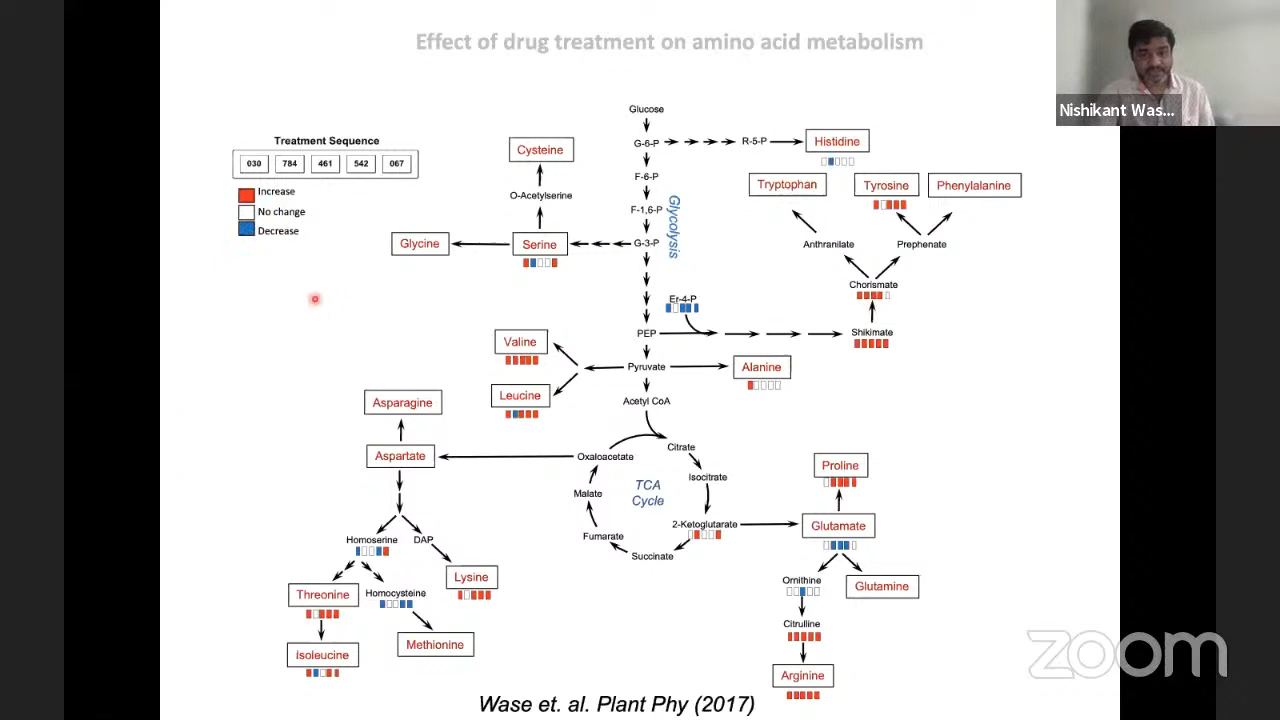 Effect of drug treatment on amino acid metabolism
Nishikant Was...
Treatment Sequence
030 784 461 542 067
Increase
No change
Decrease
Glucose
G-6-P
R-5-P
Histidine
F-6-P
F-1,6-P
Glycolysis
G-3-P
Cysteine
O-Acetylserine
Serine
Glycine
Tryptophan
Tyrosine
Phenylalanine
Anthranilate
Prephenate
Chorismate
Shikimate
Er-4-P
PEP
Pyruvate
Alanine
Valine
Leucine
Acetyl CoA
Citrate
Isocitrate
2-Ketoglutarate
Succinate
Fumarate
Malate
Oxaloacetate
TCA
Cycle
Asparagine
Aspartate
Homoserine
DAP
Lysine
Threonine
Homocysteine
Methionine
Isoleucine
Proline
Glutamate
Ornithine
Glutamine
Citrulline
Arginine
Wase et. al. Plant Phy (2017)
zoom